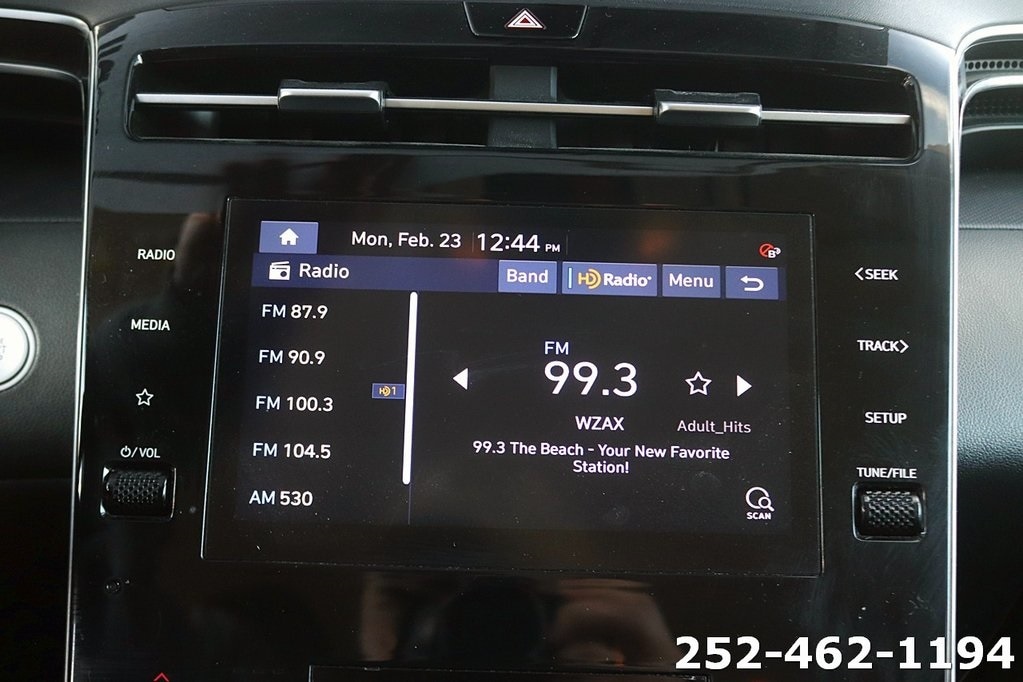 Mon, Feb. 23 12:44 PM
B
Radio Band HD Radio Menu
RADIO
MEDIA
/VOL
FM 87.9
FM 90.9
FM 100.3 HD 1
FM 104.5
AM 530
FM
99.3
WZAX Adult_Hits
99.3 The Beach - Your New Favorite
Station!
SCAN
<SEEK
TRACK>
SETUP
TUNE/FILE
252-462-1194